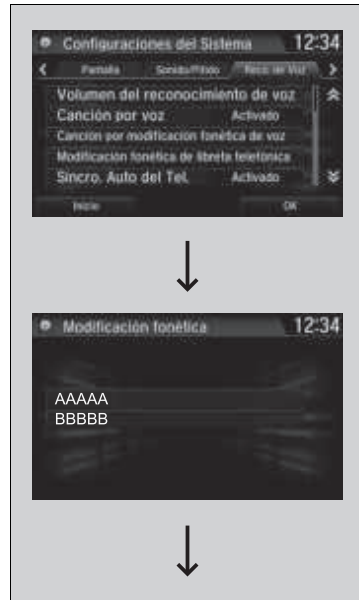 Configuraciones del Sistema 12:34
Pantalla Sonido/Pitido Reco. de Voz
Volumen del reconocimiento de voz
Canción por voz Activado
Canción por modificación fonética de voz
Modificación fonética de libreta telefónica
Sincro. Auto del Tel. Activado
Inicio OK
Modificación fonética 12:34
AAAAA
BBBBB